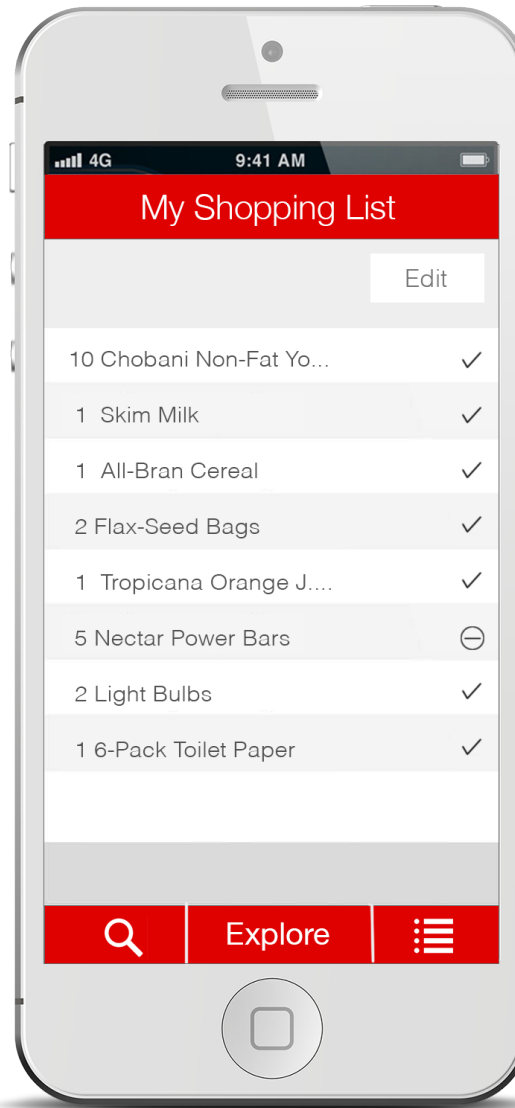 4G 9:41 AM
My Shopping List
Edit
10 Chobani Non-Fat Yo...
1 Skim Milk
1 All-Bran Cereal
2 Flax-Seed Bags
1 Tropicana Orange J....
5 Nectar Power Bars
2 Light Bulbs
1 6-Pack Toilet Paper
Explore